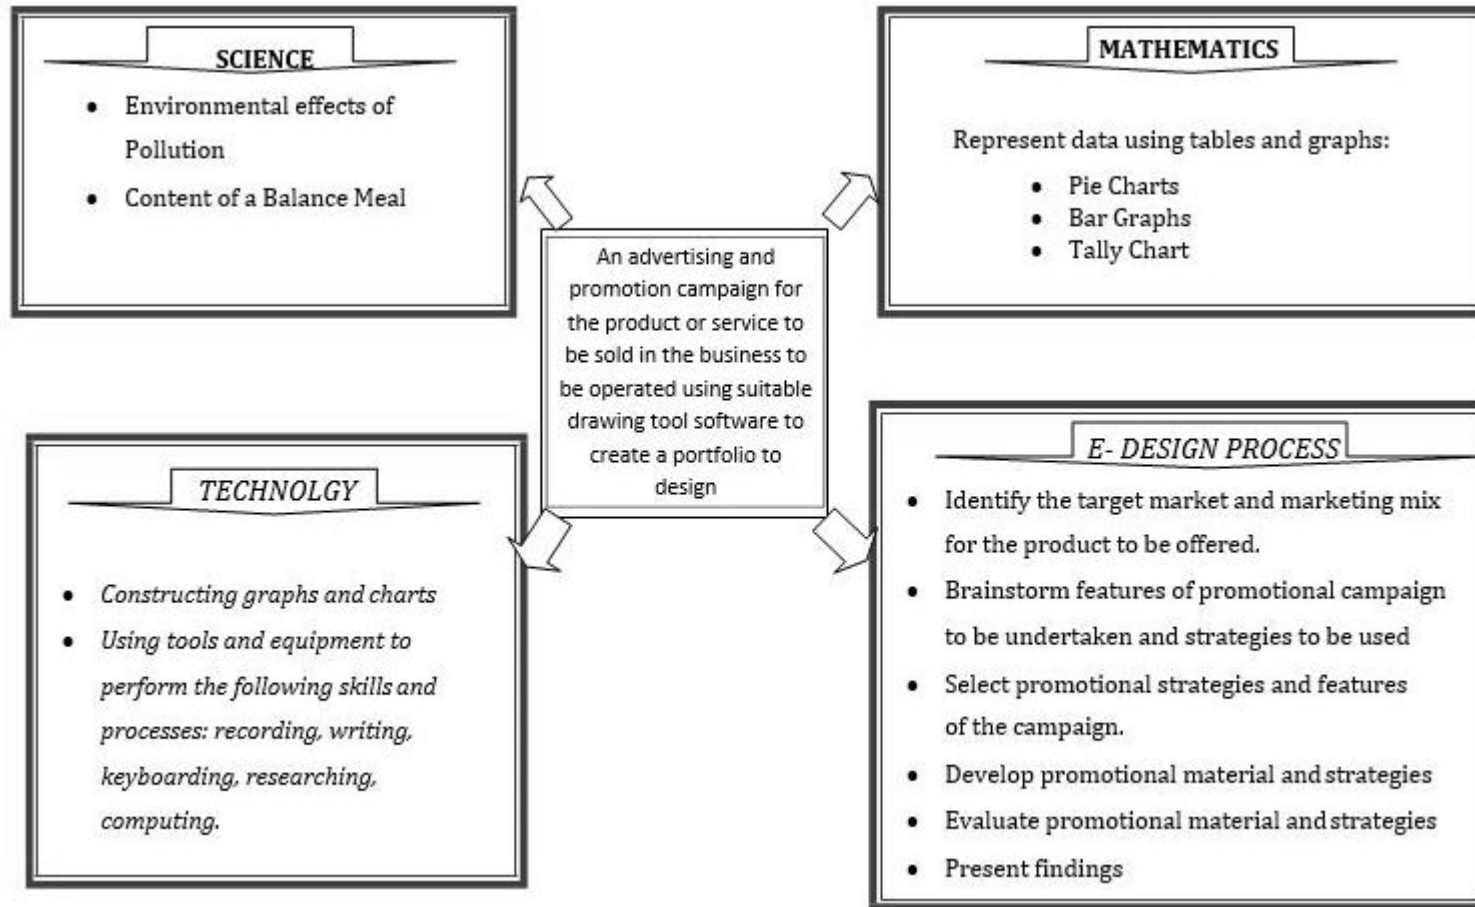 SCIENCE
• Environmental effects of
Pollution
• Content of a Balance Meal
MATHEMATICS
Represent data using tables and graphs:
• Pie Charts
• Bar Graphs
• Tally Chart
An advertising and
promotion campaign for
the product or service to
be sold in the business to
be operated using suitable
drawing tool software to
create a portfolio to
design
TECHNOLGY
• Constructing graphs and charts
• Using tools and equipment to
perform the following skills and
processes: recording, writing,
keyboarding, researching,
computing.
E- DESIGN PROCESS
• Identify the target market and marketing mix
for the product to be offered.
• Brainstorm features of promotional campaign
to be undertaken and strategies to be used
• Select promotional strategies and features
of the campaign.
• Develop promotional material and strategies
• Evaluate promotional material and strategies
• Present findings